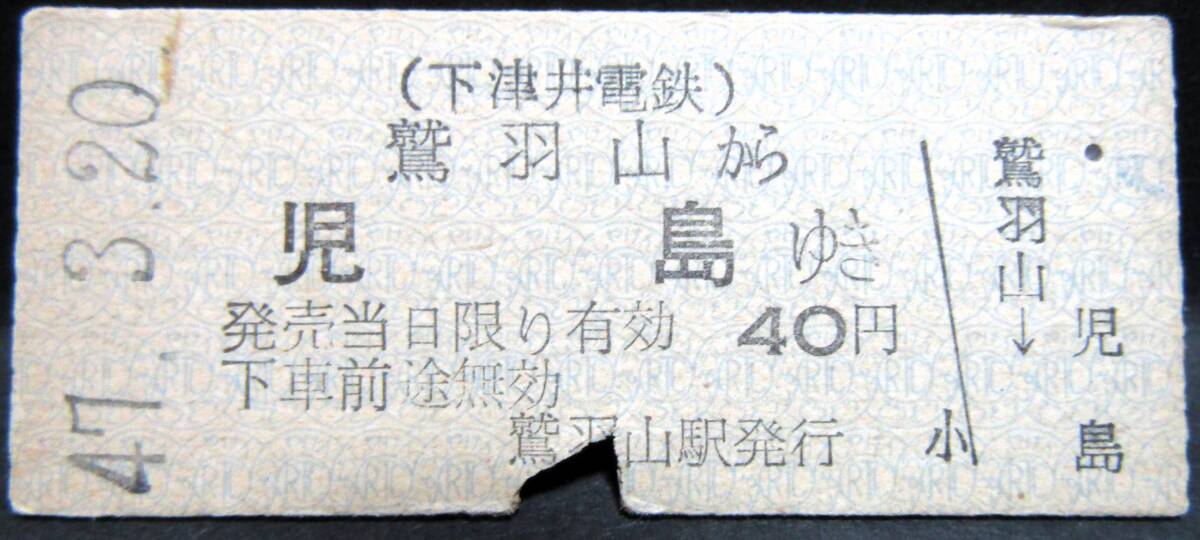 47. 3. 20
(下津井電鉄)
鷲羽山から
児島ゆき
発売当日限り有効 40円
下車前途無効
鷲羽山駅発行
小
鷲羽山→
児島